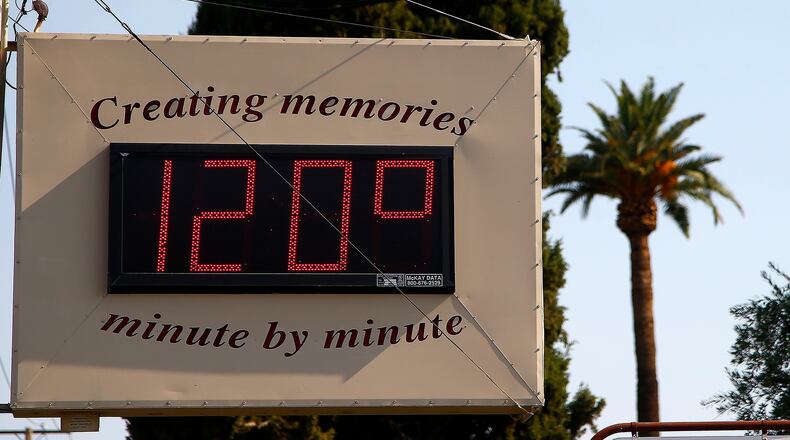 Creating memories
120°
McKAY DATA
800-676-2529
minute by minute